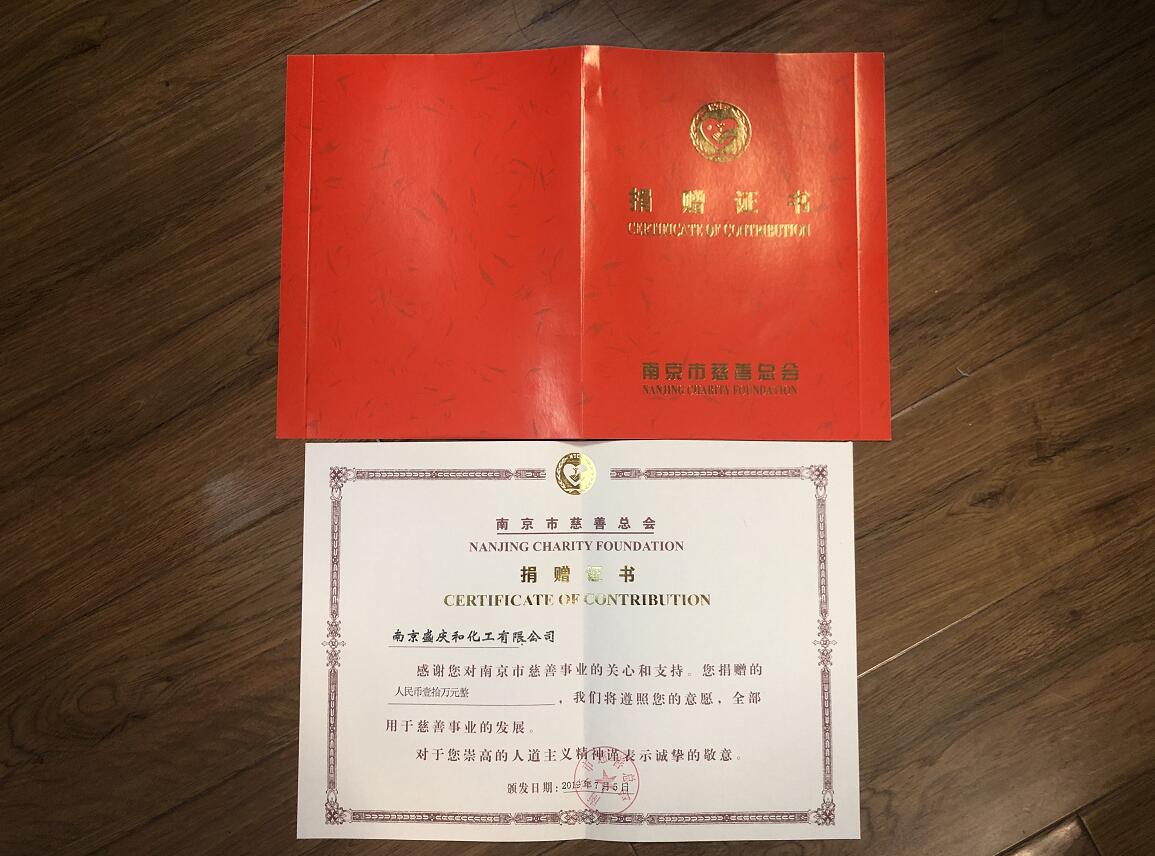 捐赠证书
CERTIFICATE OF CONTRIBUTION
南京市慈善总会
NANJING CHARITY FOUNDATION
南京市慈善总会
NANJING CHARITY FOUNDATION
捐赠证书
CERTIFICATE OF CONTRIBUTION
南京盛庆和化工有限公司
感谢您对南京市慈善事业的关心和支持。您捐赠的
人民币壹拾万元整，我们将遵照您的意愿，全部
用于慈善事业的发展。
对于您崇高的人道主义精神谨表示诚挚的敬意。
颁发日期：7月5日